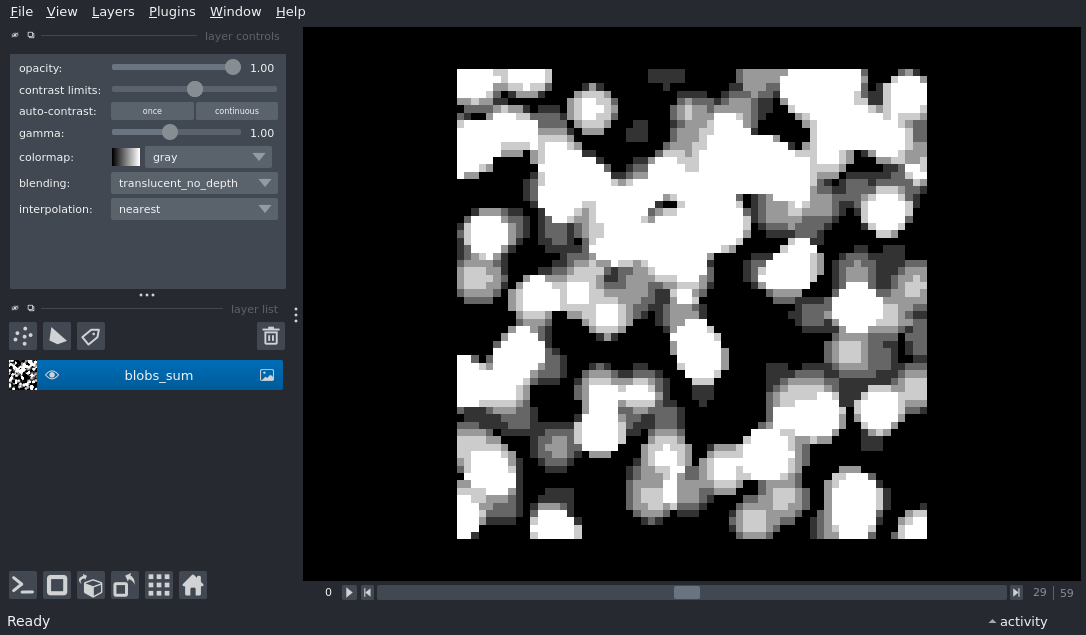 File View Layers Plugins Window Help
layer controls
opacity: 1.00
contrast limits:
auto-contrast: once continuous
gamma: 1.00
colormap: gray
blending: translucent_no_depth
interpolation: nearest
layer list
blobs_sum
0 29 | 59
Ready activity